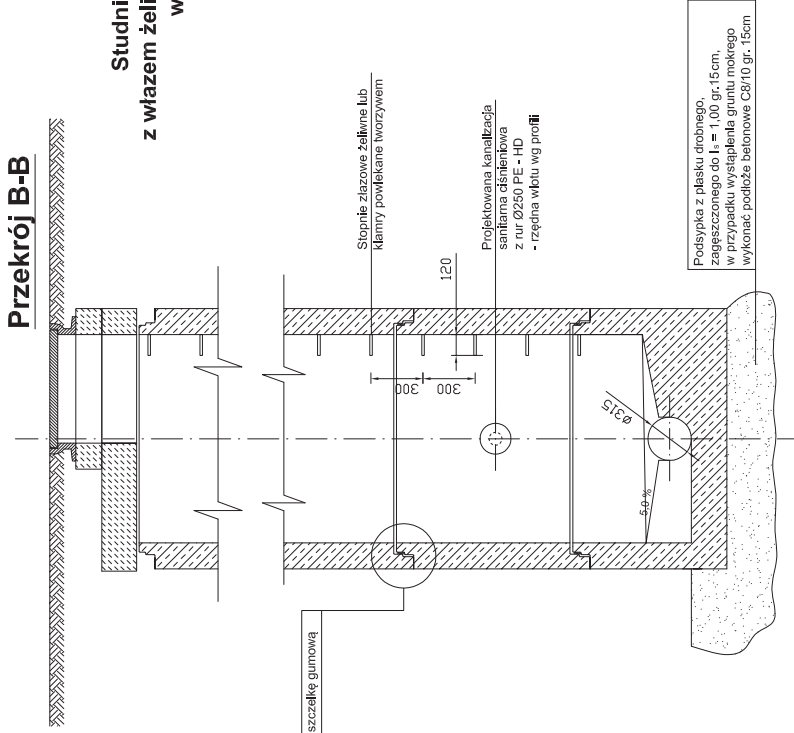 Przekrój B-B
Studni
z włazem żeli
w
Stopnie złazowe żeliwne lub
klamry powlekane tworzywem
Projektowana kanalizacja
sanitarna ciśnieniowa
z rur Ø250 PE - HD
- rzędna wlotu wg profili
120
300
300
Ø315
5,0 %
szczelkę gumową
Podsypka z piasku drobnego,
zagęszczonego do Is = 1,00 gr.15cm,
w przypadku wystąpienia gruntu mokrego
wykonać podłoże betonowe C8/10 gr. 15cm